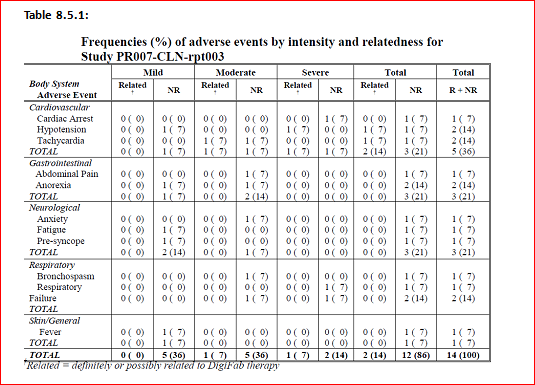 Table 8.5.1:
Frequencies (%) of adverse events by intensity and relatedness for
Study PR007-CLN-rpt003
Mild Moderate Severe Total Total
Body System
Adverse Event
Related † NR Related † NR Related † NR Related † NR R + NR
Cardiovascular
Cardiac Arrest 0 ( 0) 0 ( 0) 0 ( 0) 0 ( 0) 0 ( 0) 1 ( 7) 0 ( 0) 1 ( 7) 1 ( 7)
Hypotension 0 ( 0) 1 ( 7) 0 ( 0) 0 ( 0) 1 ( 7) 0 ( 0) 1 ( 7) 1 ( 7) 2 (14)
Tachycardia 0 ( 0) 0 ( 0) 1 ( 7) 1 ( 7) 0 ( 0) 0 ( 0) 1 ( 7) 1 ( 7) 2 (14)
TOTAL 0 ( 0) 1 ( 7) 1 ( 7) 1 ( 7) 1 ( 7) 1 ( 7) 2 (14) 3 (21) 5 (36)
Gastrointestinal
Abdominal Pain 0 ( 0) 0 ( 0) 0 ( 0) 1 ( 7) 0 ( 0) 0 ( 0) 0 ( 0) 1 ( 7) 1 ( 7)
Anorexia 0 ( 0) 1 ( 7) 0 ( 0) 1 ( 7) 0 ( 0) 0 ( 0) 0 ( 0) 2 (14) 2 (14)
TOTAL 0 ( 0) 1 ( 7) 0 ( 0) 2 (14) 0 ( 0) 0 ( 0) 0 ( 0) 3 (21) 3 (21)
Neurological
Anxiety 0 ( 0) 0 ( 0) 0 ( 0) 1 ( 7) 0 ( 0) 0 ( 0) 0 ( 0) 1 ( 7) 1 ( 7)
Fatigue 0 ( 0) 1 ( 7) 0 ( 0) 0 ( 0) 0 ( 0) 0 ( 0) 0 ( 0) 1 ( 7) 1 ( 7)
Pre-syncope 0 ( 0) 1 ( 7) 0 ( 0) 0 ( 0) 0 ( 0) 0 ( 0) 0 ( 0) 1 ( 7) 1 ( 7)
TOTAL 0 ( 0) 2 (14) 0 ( 0) 1 ( 7) 0 ( 0) 0 ( 0) 0 ( 0) 3 (21) 3 (21)
Respiratory
Bronchospasm 0 ( 0) 0 ( 0) 0 ( 0) 1 ( 7) 0 ( 0) 0 ( 0) 0 ( 0) 1 ( 7) 1 ( 7)
Respiratory 0 ( 0) 0 ( 0) 0 ( 0) 0 ( 0) 0 ( 0) 1 ( 7) 0 ( 0) 1 ( 7) 1 ( 7)
Failure 0 ( 0) 0 ( 0) 0 ( 0) 1 ( 7) 0 ( 0) 1 ( 7) 0 ( 0) 2 (14) 2 (14)
TOTAL
Skin/General
Fever 0 ( 0) 1 ( 7) 0 ( 0) 0 ( 0) 0 ( 0) 0 ( 0) 0 ( 0) 1 ( 7) 1 ( 7)
TOTAL 0 ( 0) 1 ( 7) 0 ( 0) 0 ( 0) 0 ( 0) 0 ( 0) 0 ( 0) 1 ( 7) 1 ( 7)
TOTAL 0 ( 0) 5 (36) 1 ( 7) 5 (36) 1 ( 7) 2 (14) 2 (14) 12 (86) 14 (100)
†Related = definitely or possibly related to DigiFab therapy